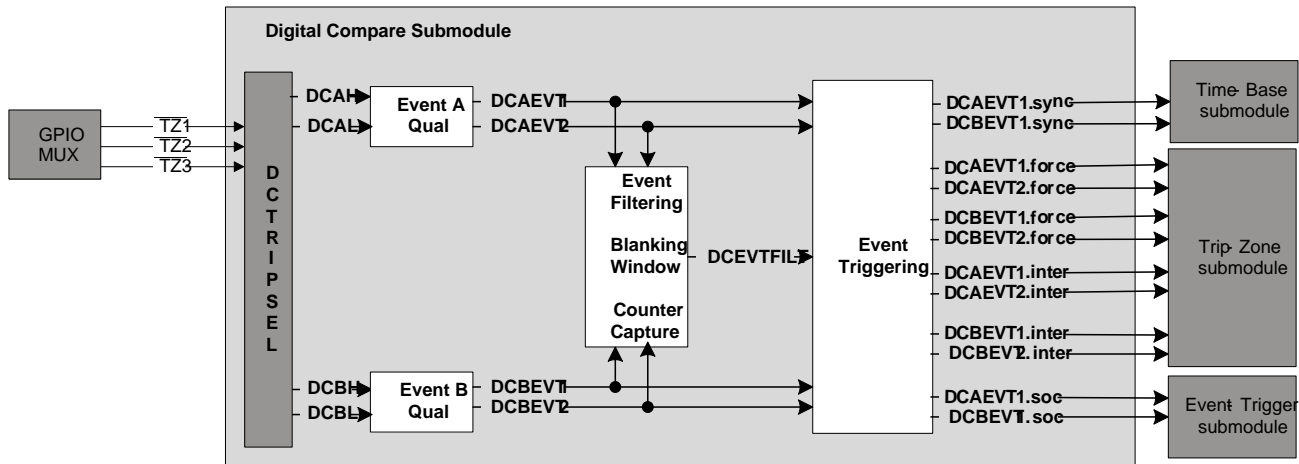 Digital Compare Submodule
GPIO
MUX
TZ1
TZ2
TZ3
D
C
T
R
I
P
S
E
L
DCAH
DCAL
Event A
Qual
DCAEVT1
DCAEVT2
Event
Filtering
Blanking
Window
Counter
Capture
DCEVTFILT
DCBH
DCBL
Event B
Qual
DCBEVT1
DCBEVT2
Event
Triggering
DCAEVT1.sync
DCBEVT1.sync
DCAEVT1.force
DCAEVT2.force
DCBEVT1.force
DCBEVT2.force
DCAEVT1.inter
DCAEVT2.inter
DCBEVT1.inter
DCBEVT2.inter
DCAEVT1.soc
DCBEVT1.soc
Time-Base
submodule
Trip-Zone
submodule
Event-Trigger
submodule